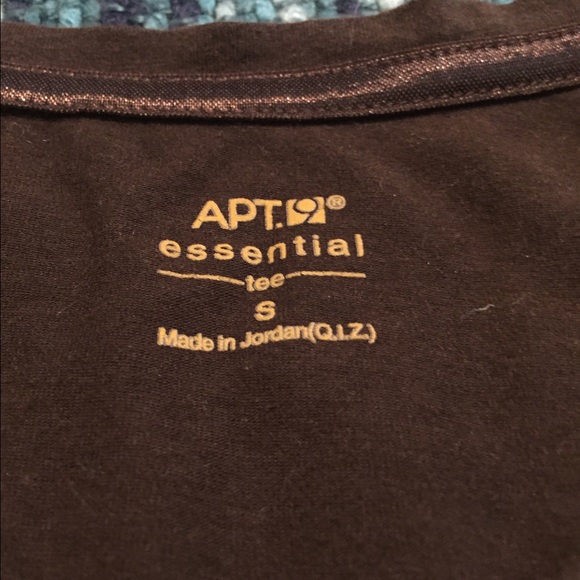 APT.9®
essential
tee
S
Made in Jordan(Q.I.Z.)